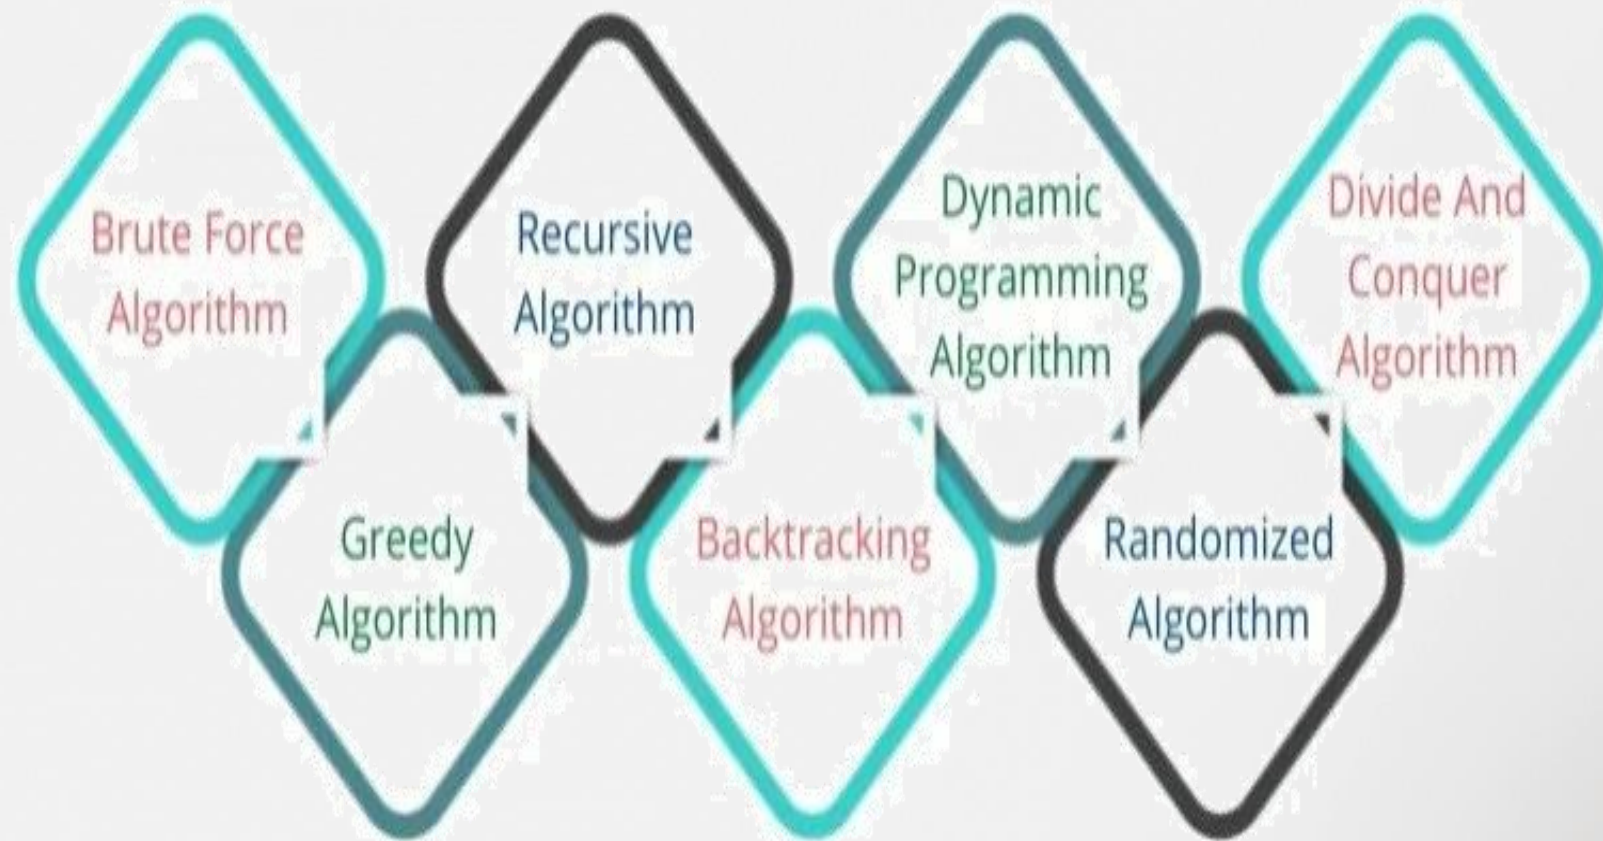 Brute Force
Algorithm
Greedy
Algorithm
Recursive
Algorithm
Backtracking
Algorithm
Dynamic
Programming
Algorithm
Randomized
Algorithm
Divide And
Conquer
Algorithm